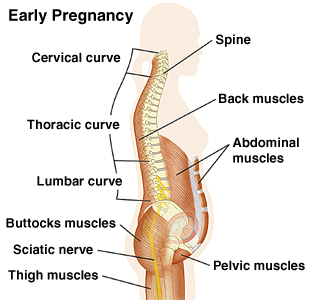 Early Pregnancy
Spine
Cervical curve
Back muscles
Thoracic curve
Abdominal
muscles
Lumbar curve
Buttocks muscles
Sciatic nerve
Pelvic muscles
Thigh muscles